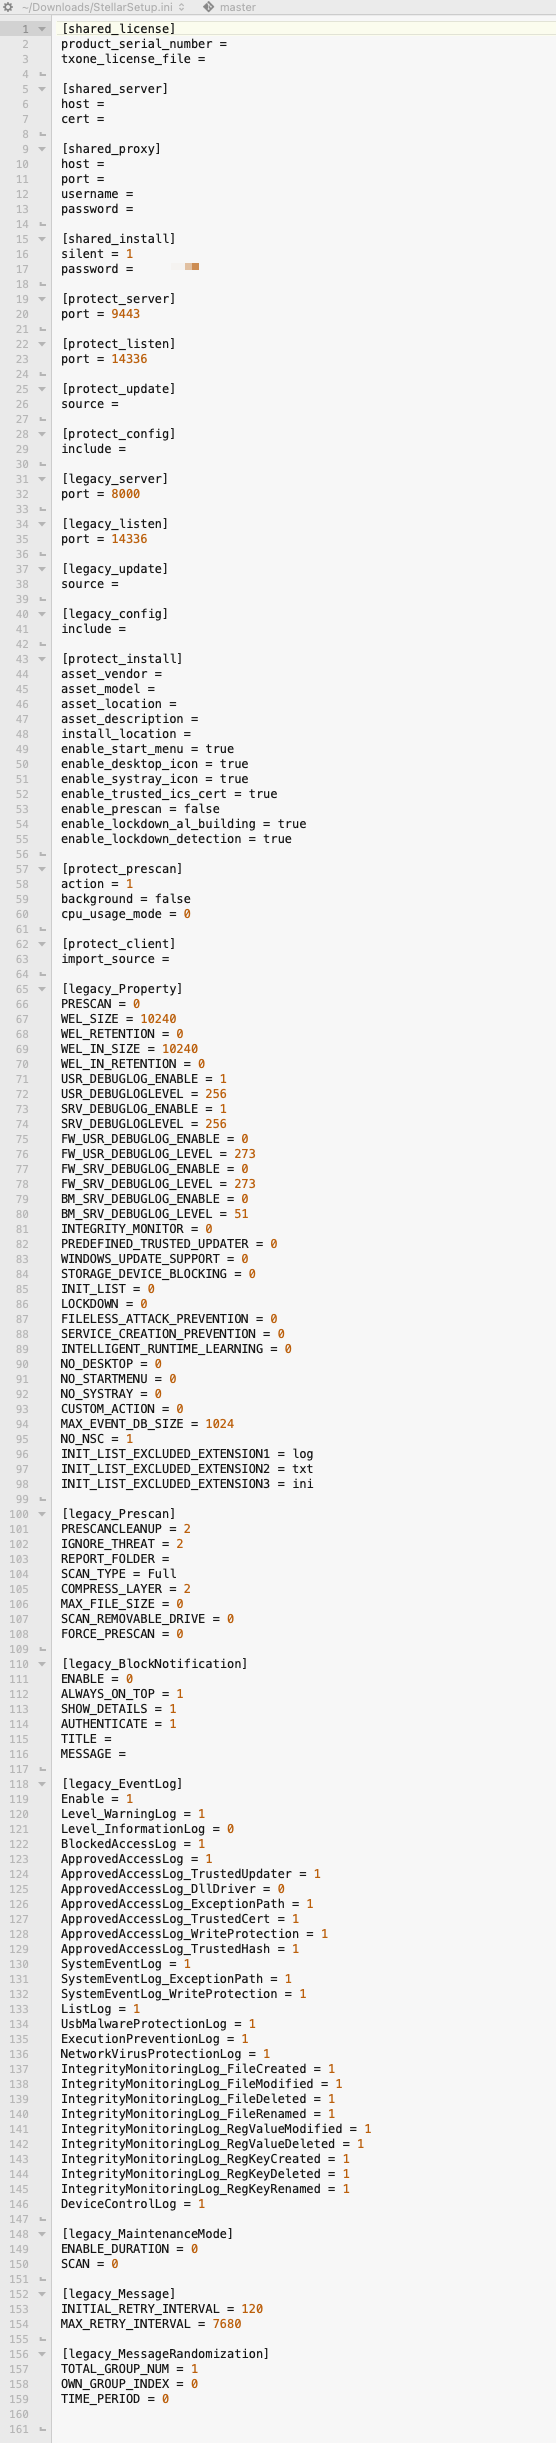 ~/Downloads/StellarSetup.ini master
1 [shared_license]
2 product_serial_number =
3 txone_license_file =
4
5 [shared_server]
6 host =
7 cert =
8
9 [shared_proxy]
10 host =
11 port =
12 username =
13 password =
14
15 [shared_install]
16 silent = 1
17 password =
18
19 [protect_server]
20 port = 9443
21
22 [protect_listen]
23 port = 14336
24
25 [protect_update]
26 source =
27
28 [protect_config]
29 include =
30
31 [legacy_server]
32 port = 8000
33
34 [legacy_listen]
35 port = 14336
36
37 [legacy_update]
38 source =
39
40 [legacy_config]
41 include =
42
43 [protect_install]
44 asset_vendor =
45 asset_model =
46 asset_location =
47 asset_description =
48 install_location =
49 enable_start_menu = true
50 enable_desktop_icon = true
51 enable_systray_icon = true
52 enable_trusted_ics_cert = true
53 enable_prescan = false
54 enable_lockdown_al_building = true
55 enable_lockdown_detection = true
56
57 [protect_prescan]
58 action = 1
59 background = false
60 cpu_usage_mode = 0
61
62 [protect_client]
63 import_source =
64
65 [legacy_Property]
66 PRESCAN = 0
67 WEL_SIZE = 10240
68 WEL_RETENTION = 0
69 WEL_IN_SIZE = 10240
70 WEL_IN_RETENTION = 0
71 USR_DEBUGLOG_ENABLE = 1
72 USR_DEBUGLOGLEVEL = 256
73 SRV_DEBUGLOG_ENABLE = 1
74 SRV_DEBUGLOGLEVEL = 256
75 FW_USR_DEBUGLOG_ENABLE = 0
76 FW_USR_DEBUGLOG_LEVEL = 273
77 FW_SRV_DEBUGLOG_ENABLE = 0
78 FW_SRV_DEBUGLOG_LEVEL = 273
79 BM_SRV_DEBUGLOG_ENABLE = 0
80 BM_SRV_DEBUGLOG_LEVEL = 51
81 INTEGRITY_MONITOR = 0
82 PREDEFINED_TRUSTED_UPDATER = 0
83 WINDOWS_UPDATE_SUPPORT = 0
84 STORAGE_DEVICE_BLOCKING = 0
85 INIT_LIST = 0
86 LOCKDOWN = 0
87 FILELESS_ATTACK_PREVENTION = 0
88 SERVICE_CREATION_PREVENTION = 0
89 INTELLIGENT_RUNTIME_LEARNING = 0
90 NO_DESKTOP = 0
91 NO_STARTMENU = 0
92 NO_SYSTRAY = 0
93 CUSTOM_ACTION = 0
94 MAX_EVENT_DB_SIZE = 1024
95 NO_NSC = 1
96 INIT_LIST_EXCLUDED_EXTENSION1 = log
97 INIT_LIST_EXCLUDED_EXTENSION2 = txt
98 INIT_LIST_EXCLUDED_EXTENSION3 = ini
99
100 [legacy_Prescan]
101 PRESCANCLEANUP = 2
102 IGNORE_THREAT = 2
103 REPORT_FOLDER =
104 SCAN_TYPE = Full
105 COMPRESS_LAYER = 2
106 MAX_FILE_SIZE = 0
107 SCAN_REMOVABLE_DRIVE = 0
108 FORCE_PRESCAN = 0
109
110 [legacy_BlockNotification]
111 ENABLE = 0
112 ALWAYS_ON_TOP = 1
113 SHOW_DETAILS = 1
114 AUTHENTICATE = 1
115 TITLE =
116 MESSAGE =
117
118 [legacy_EventLog]
119 Enable = 1
120 Level_WarningLog = 1
121 Level_InformationLog = 0
122 BlockedAccessLog = 1
123 ApprovedAccessLog = 1
124 ApprovedAccessLog_TrustedUpdater = 1
125 ApprovedAccessLog_DllDriver = 0
126 ApprovedAccessLog_ExceptionPath = 1
127 ApprovedAccessLog_TrustedCert = 1
128 ApprovedAccessLog_WriteProtection = 1
129 ApprovedAccessLog_TrustedHash = 1
130 SystemEventLog = 1
131 SystemEventLog_ExceptionPath = 1
132 SystemEventLog_WriteProtection = 1
133 ListLog = 1
134 UsbMalwareProtectionLog = 1
135 ExecutionPreventionLog = 1
136 NetworkVirusProtectionLog = 1
137 IntegrityMonitoringLog_FileCreated = 1
138 IntegrityMonitoringLog_FileModified = 1
139 IntegrityMonitoringLog_FileDeleted = 1
140 IntegrityMonitoringLog_FileRenamed = 1
141 IntegrityMonitoringLog_RegValueModified = 1
142 IntegrityMonitoringLog_RegValueDeleted = 1
143 IntegrityMonitoringLog_RegKeyCreated = 1
144 IntegrityMonitoringLog_RegKeyDeleted = 1
145 IntegrityMonitoringLog_RegKeyRenamed = 1
146 DeviceControlLog = 1
147
148 [legacy_MaintenanceMode]
149 ENABLE_DURATION = 0
150 SCAN = 0
151
152 [legacy_Message]
153 INITIAL_RETRY_INTERVAL = 120
154 MAX_RETRY_INTERVAL = 7680
155
156 [legacy_MessageRandomization]
157 TOTAL_GROUP_NUM = 1
158 OWN_GROUP_INDEX = 0
159 TIME_PERIOD = 0
160
161